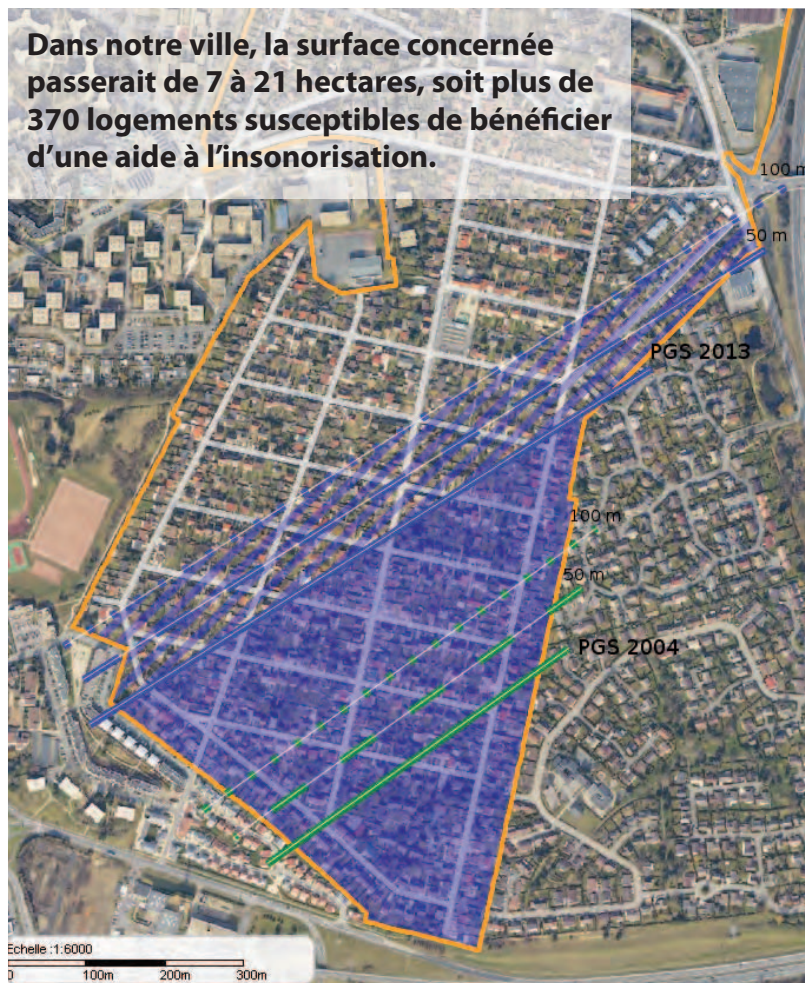 Dans notre ville, la surface concernée
passerait de 7 à 21 hectares, soit plus de
370 logements susceptibles de bénéficier
d’une aide à l’insonorisation.
100 m
50 m
PGS 2013
100 m
50 m
PGS 2004
Echelle :1:6000
0 100m 200m 300m